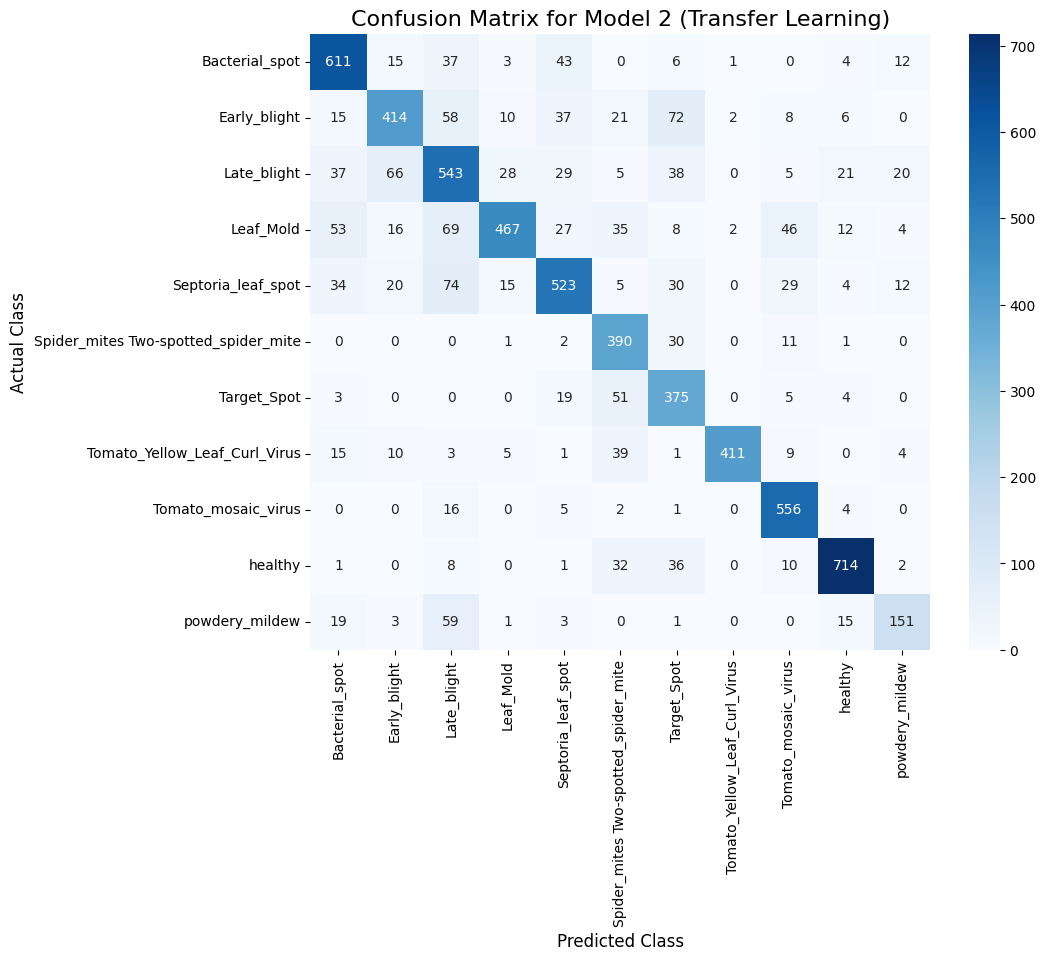 Confusion Matrix for Model 2 (Transfer Learning)
Bacterial_spot 611 15 37 3 43 0 6 1 0 4 12
Early_blight 15 414 58 10 37 21 72 2 8 6 0
Late_blight 37 66 543 28 29 5 38 0 5 21 20
Leaf_Mold 53 16 69 467 27 35 8 2 46 12 4
Septoria_leaf_spot 34 20 74 15 523 5 30 0 29 4 12
Spider_mites Two-spotted_spider_mite 0 0 0 1 2 390 30 0 11 1 0
Target_Spot 3 0 0 0 19 51 375 0 5 4 0
Tomato_Yellow_Leaf_Curl_Virus 15 10 3 5 1 39 1 411 9 0 4
Tomato_mosaic_virus 0 0 16 0 5 2 1 0 556 4 0
healthy 1 0 8 0 1 32 36 0 10 714 2
powdery_mildew 19 3 59 1 3 0 1 0 0 15 151
Actual Class
Bacterial_spot
Early_blight
Late_blight
Leaf_Mold
Septoria_leaf_spot
Spider_mites Two-spotted_spider_mite
Target_Spot
Tomato_Yellow_Leaf_Curl_Virus
Tomato_mosaic_virus
healthy
powdery_mildew
Predicted Class
700
600
500
400
300
200
100
0